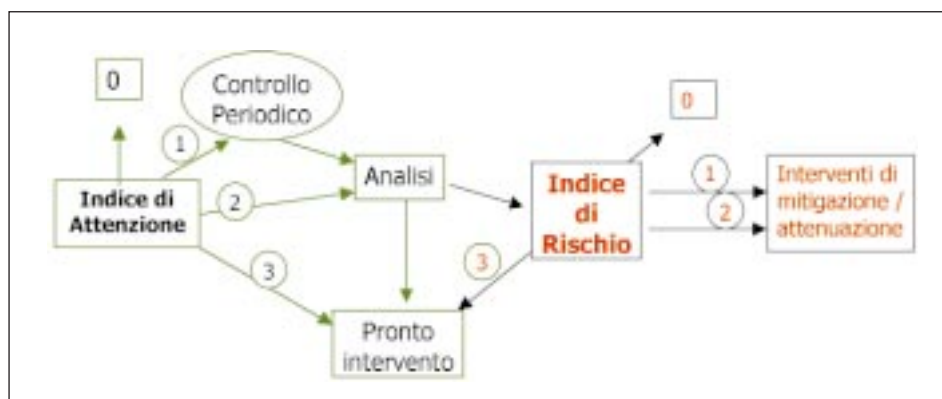 0
Controllo
Periodico
1
Analisi
Indice di
Attenzione
2
3
Pronto
intervento
Indice
di
Rischio
0
1
2
3
Interventi di
mitigazione /
attenuazione